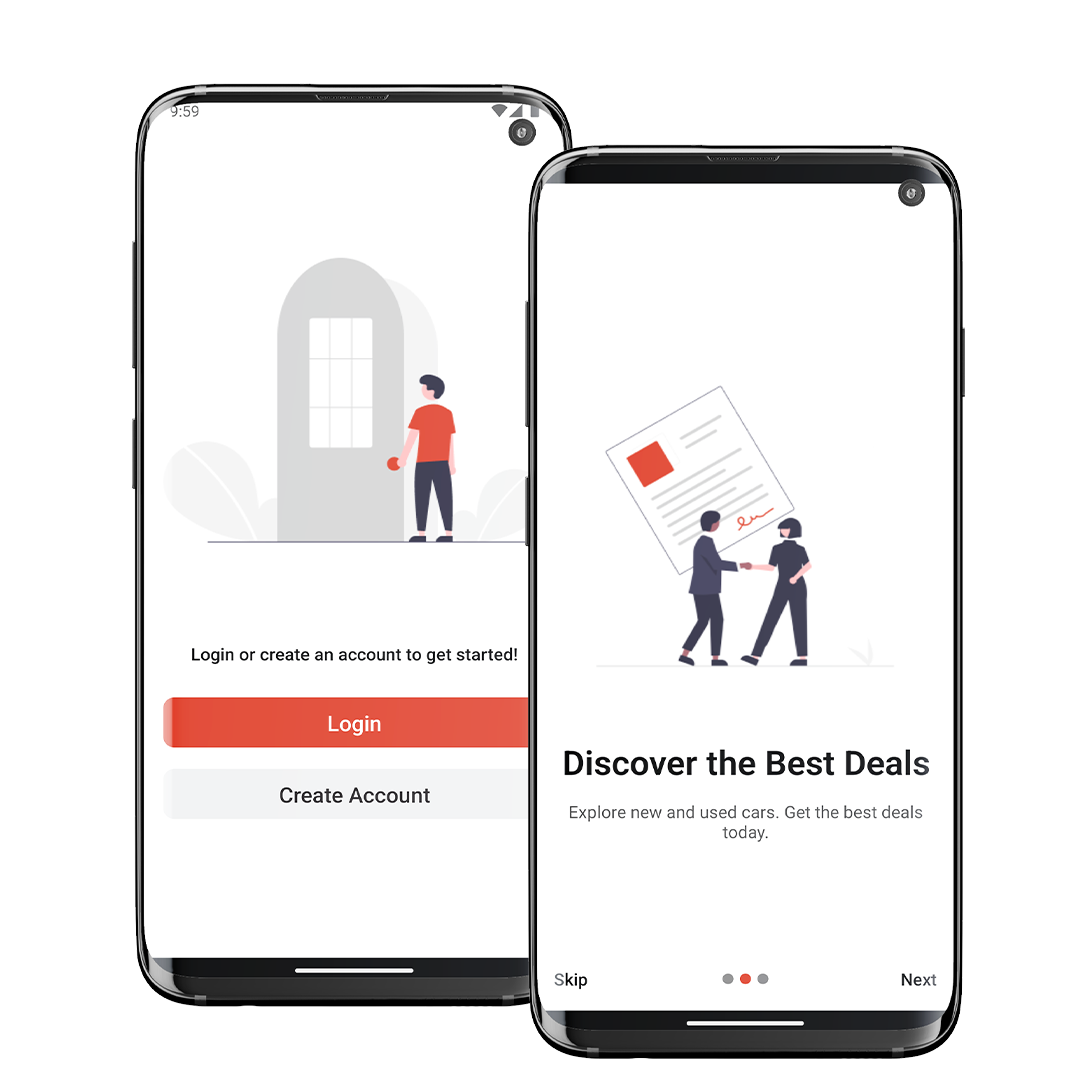 9:59
Login or create an account to get started!
Login
Create Account
Discover the Best Deals
Explore new and used cars. Get the best deals
today.
Skip
Next